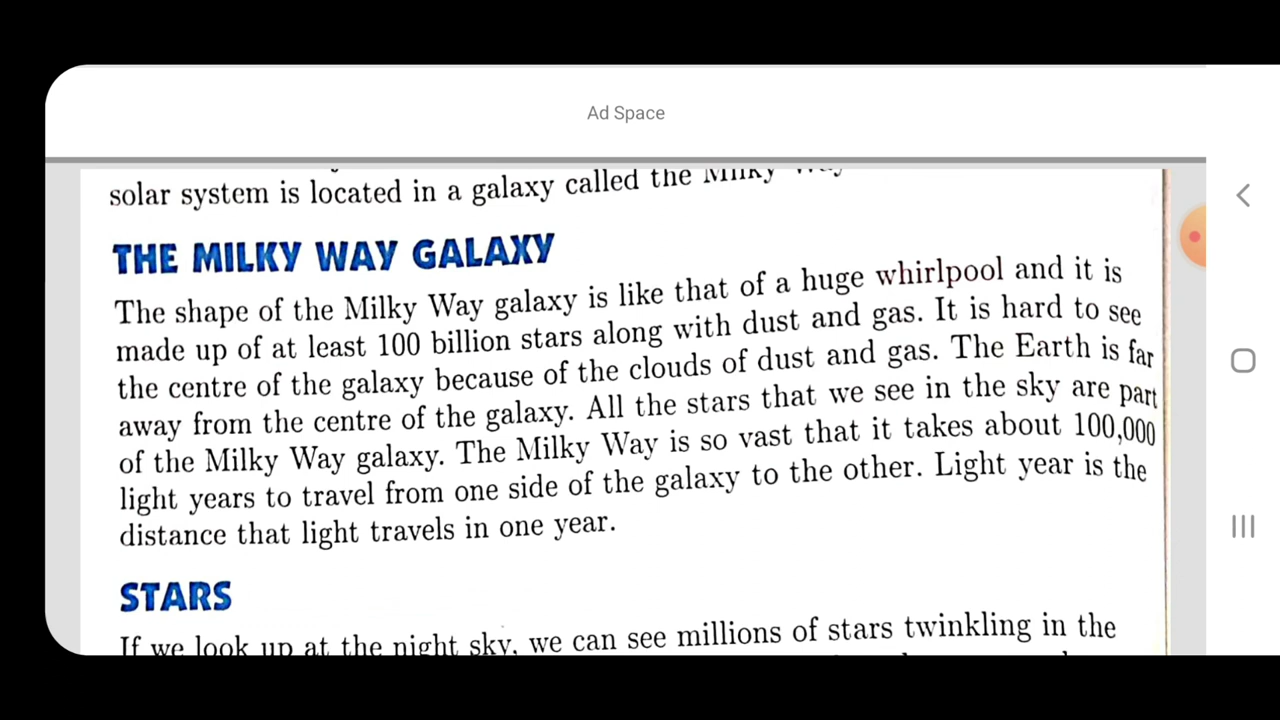 Ad Space
solar system is located in a galaxy called the Milky Way
THE MILKY WAY GALAXY
The shape of the Milky Way galaxy is like that of a huge whirlpool and it is
made up of at least 100 billion stars along with dust and gas. It is hard to see
the centre of the galaxy because of the clouds of dust and gas. The Earth is far
away from the centre of the galaxy. All the stars that we see in the sky are part
of the Milky Way galaxy. The Milky Way is so vast that it takes about 100,000
light years to travel from one side of the galaxy to the other. Light year is the
distance that light travels in one year.
STARS
If we look up at the night sky, we can see millions of stars twinkling in the